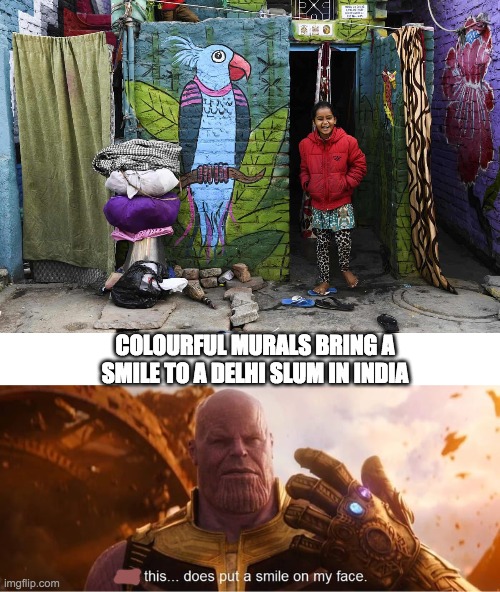 COLOURFUL MURALS BRING A
SMILE TO A DELHI SLUM IN INDIA
this... does put a smile on my face.
imgflip.com